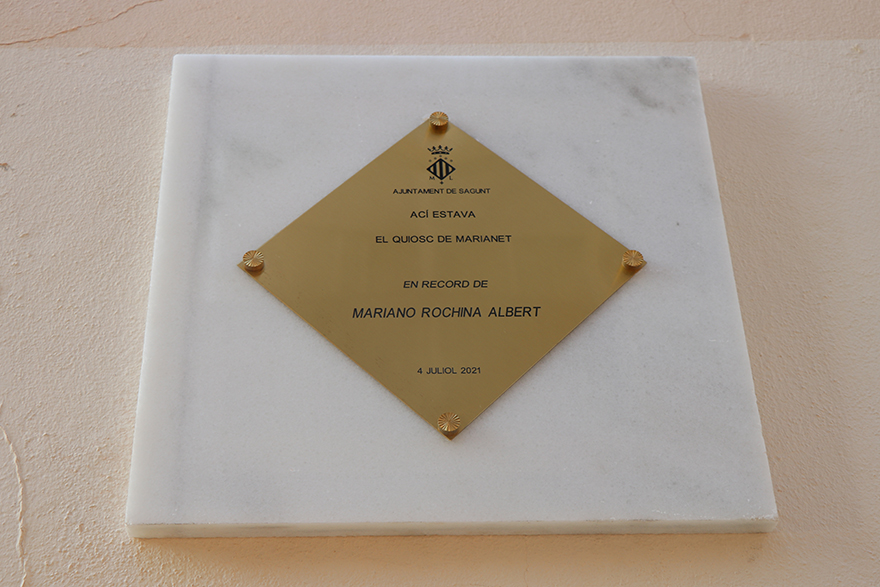 M L
AJUNTAMENT DE SAGUNT
ACÍ ESTAVA
EL QUIOSC DE MARIANET
EN RECORD DE
MARIANO ROCHINA ALBERT
4 JULIOL 2021